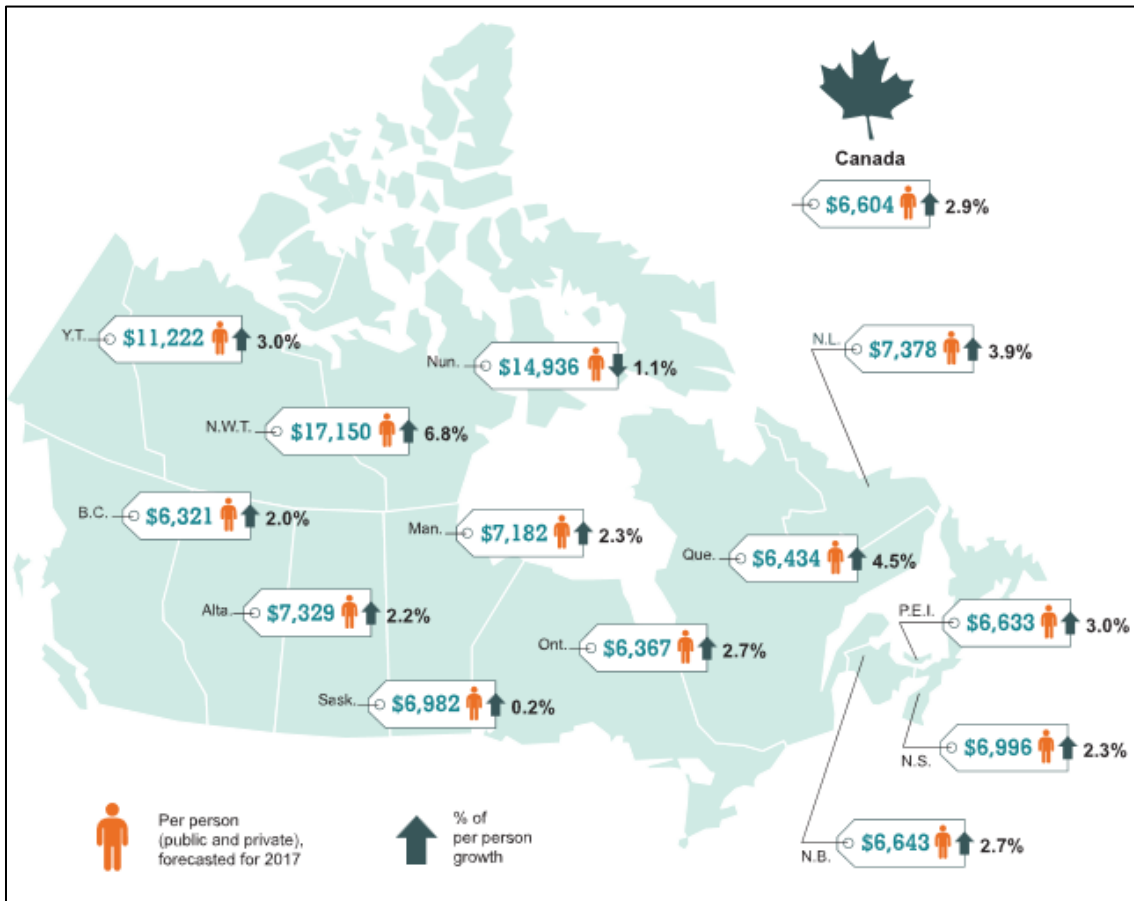 Canada
$6,604 2.9%
Y.T. $11,222 3.0%
Nun. $14,936 1.1%
N.L. $7,378 3.9%
N.W.T. $17,150 6.8%
B.C. $6,321 2.0%
Man. $7,182 2.3%
Que. $6,434 4.5%
Alta. $7,329 2.2%
P.E.I. $6,633 3.0%
Ont. $6,367 2.7%
Sask. $6,982 0.2%
N.S. $6,996 2.3%
N.B. $6,643 2.7%
Per person
(public and private),
forecasted for 2017
% of
per person
growth